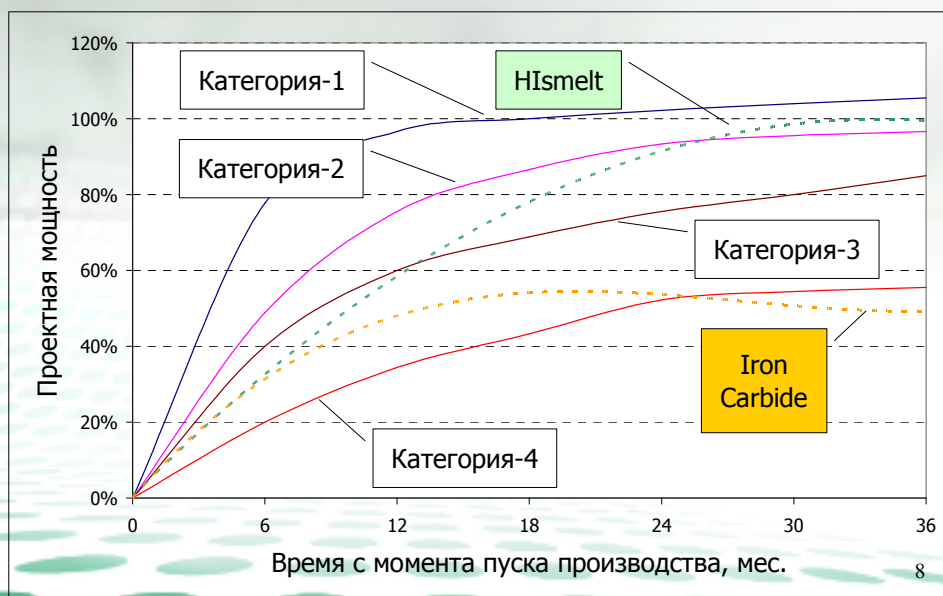 120%
100%
80%
60%
40%
20%
0%
Проектная мощность
Категория-1
HIsmelt
Категория-2
Категория-3
Iron
Carbide
Категория-4
0
6
12
18
24
30
36
Время с момента пуска производства, мес.
8